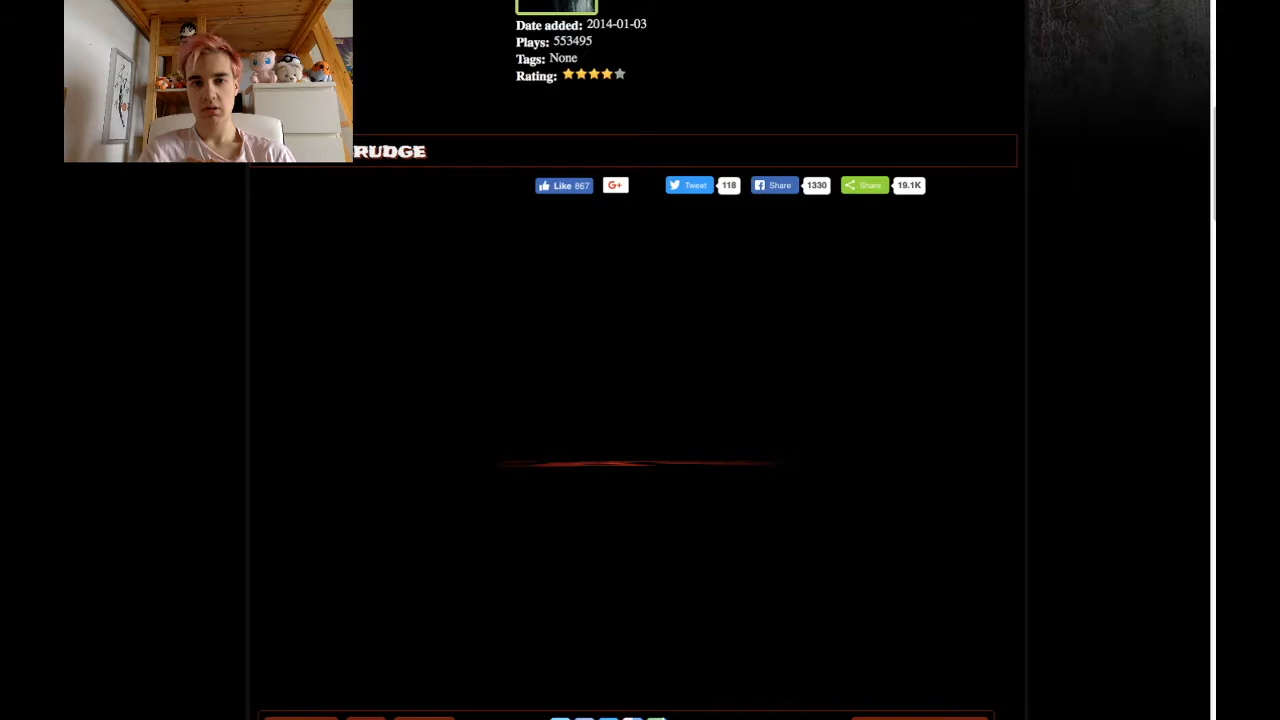 Date added: 2014-01-03
Plays: 553495
Tags: None
Rating:
RUDGE
Like 867
G+
Tweet 118
Share 1330
Share 19.1K